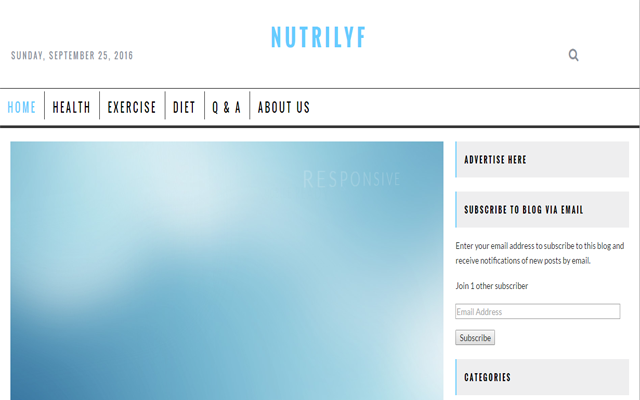 NUTRILYF
SUNDAY, SEPTEMBER 25, 2016
HOME
HEALTH
EXERCISE
DIET
Q & A
ABOUT US
RESPONSIVE
ADVERTISE HERE
SUBSCRIBE TO BLOG VIA EMAIL
Enter your email address to subscribe to this blog and
receive notifications of new posts by email.
Join 1 other subscriber
Email Address
Subscribe
CATEGORIES